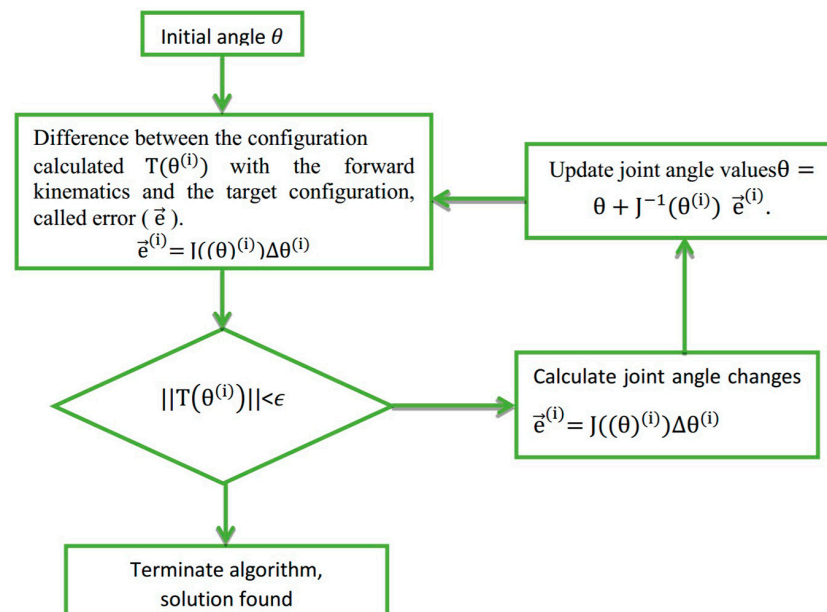 Initial angle θ
Difference between the configuration
calculated T(θ⁽ⁱ⁾) with the forward
kinematics and the target configuration,
called error ( e⃗ ).
e⃗⁽ⁱ⁾= J((θ)⁽ⁱ⁾)Δθ⁽ⁱ⁾
||T(θ⁽ⁱ⁾)||<ϵ
Calculate joint angle changes
e⃗⁽ⁱ⁾= J((θ)⁽ⁱ⁾)Δθ⁽ⁱ⁾
Update joint angle valuesθ =
θ + J⁻¹(θ⁽ⁱ⁾) e⃗⁽ⁱ⁾.
Terminate algorithm,
solution found